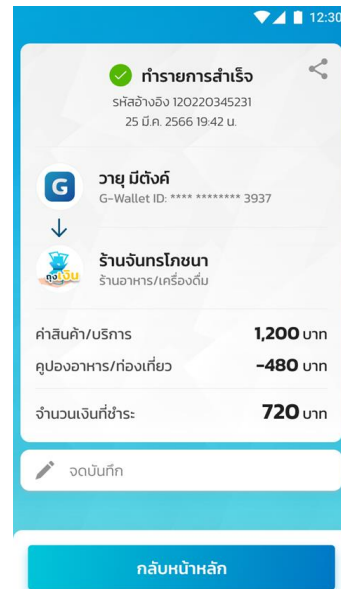 12:30
ทำรายการสำเร็จ
รหัสอ้างอิง 120220345231
25 มี.ค. 2566 19:42 น.
G
วายุ มีตังค์
G-Wallet ID: **** ******** 3937
ถุงเงิน
ร้านจันทรโภชนา
ร้านอาหาร/เครื่องดื่ม
ค่าสินค้า/บริการ 1,200 บาท
คูปองอาหาร/ท่องเที่ยว -480 บาท
จำนวนเงินที่ชำระ 720 บาท
จดบันทึก
กลับหน้าหลัก